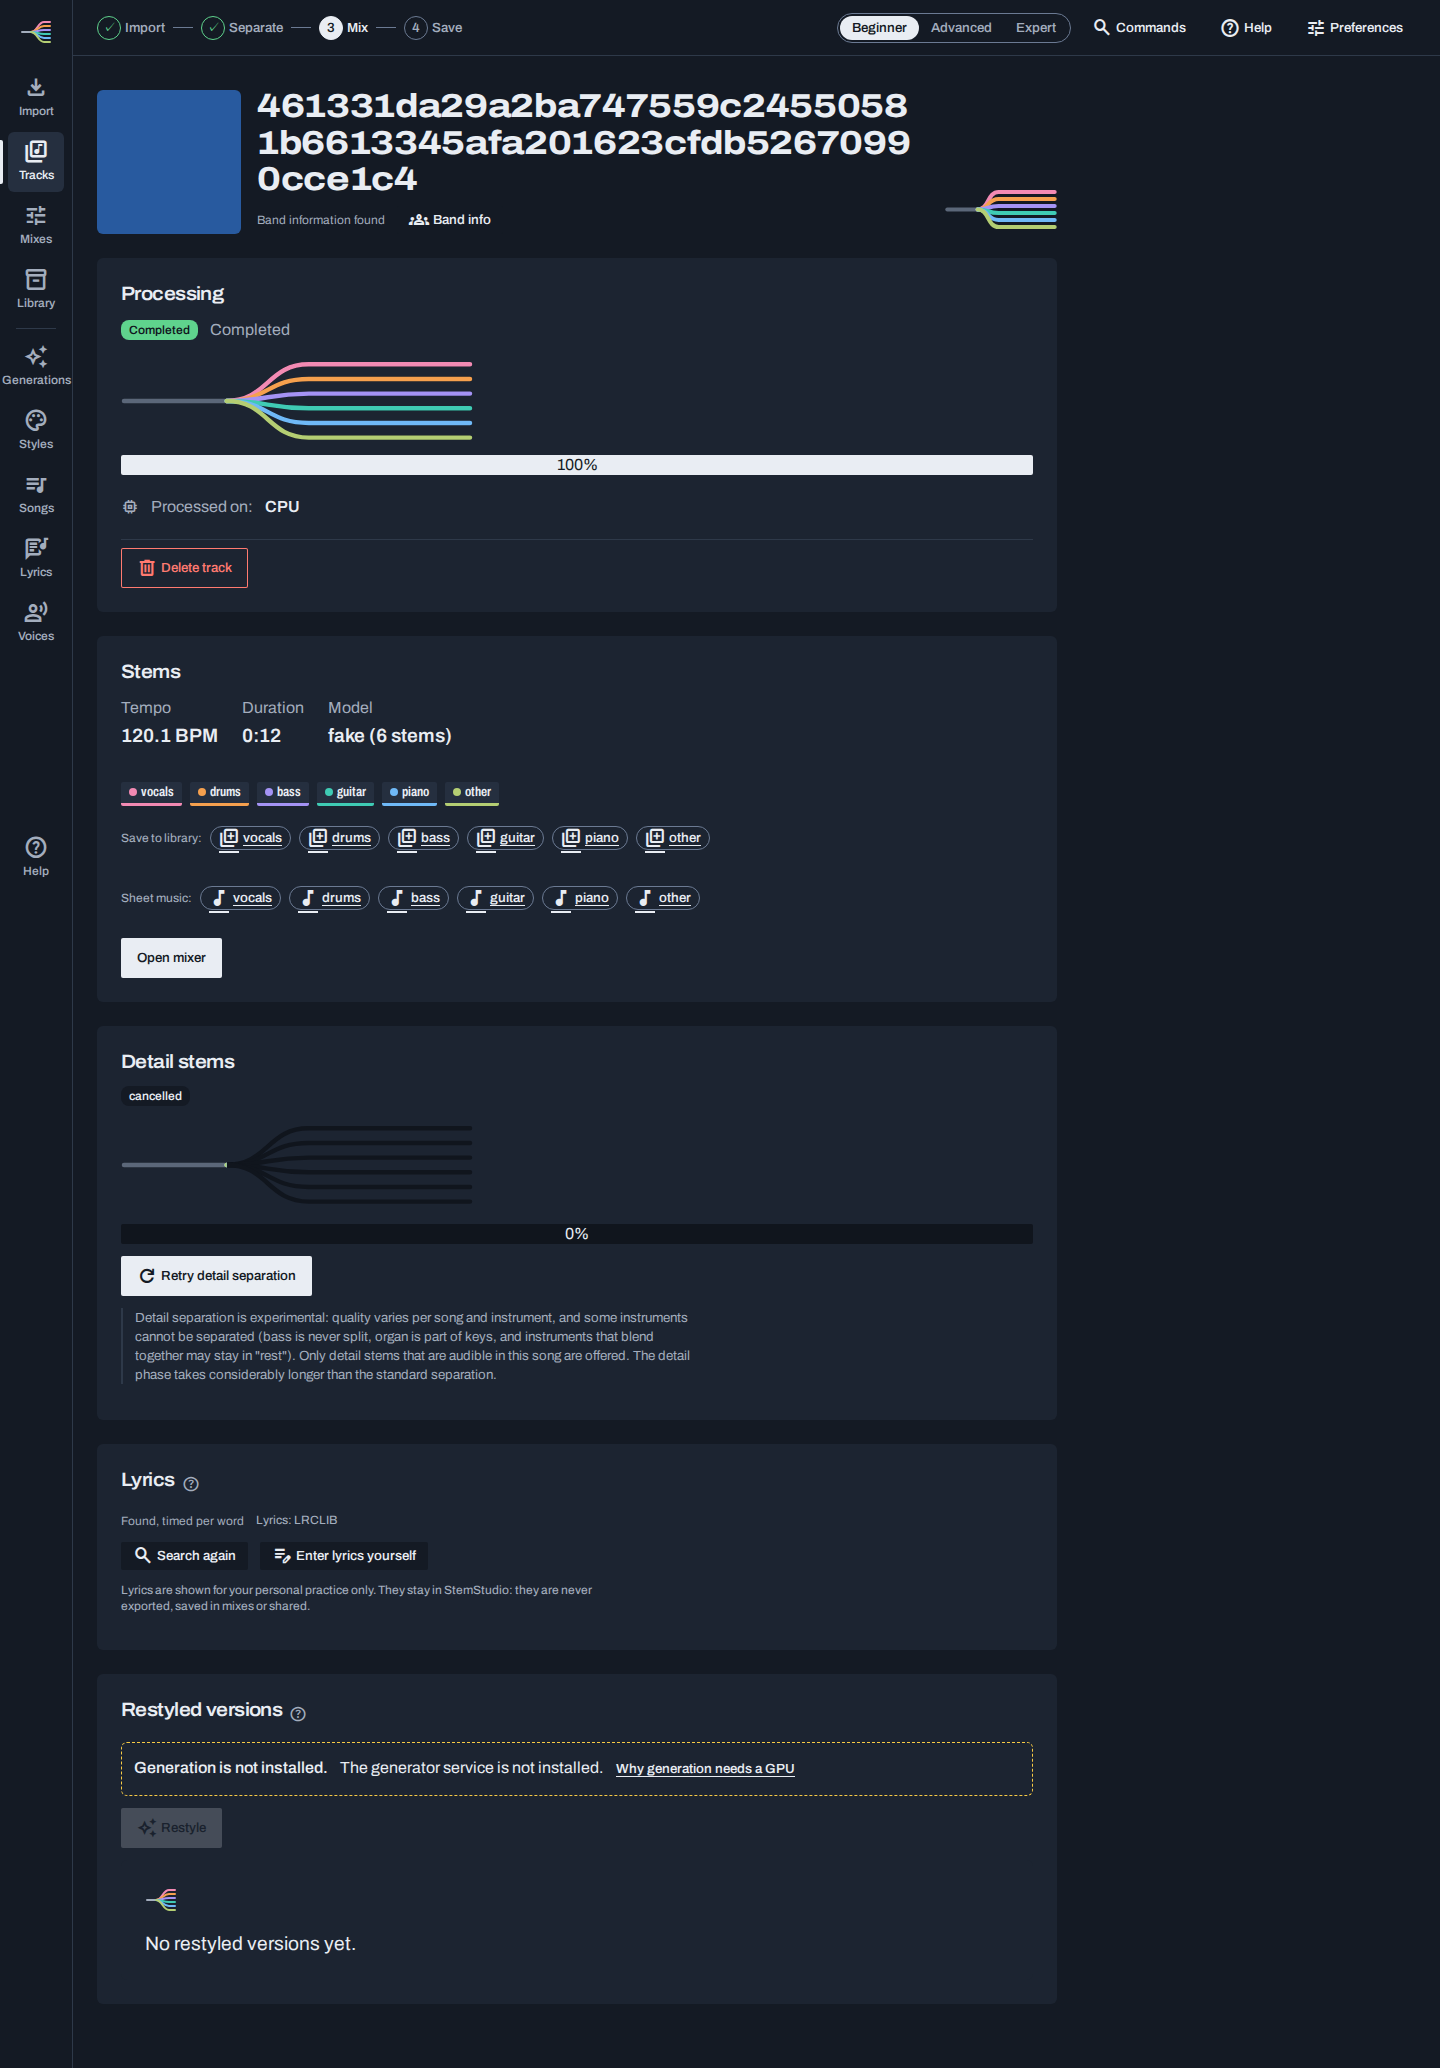 Import
Separate
3 Mix
4 Save
Beginner
Advanced
Expert
Commands
Help
Preferences
Import
Tracks
Mixes
Library
Generations
Styles
Songs
Lyrics
Voices
Help
461331da29a2ba747559c2455058
1b6613345afa201623cfdb5267099
0cce1c4
Band information found
Band info
Processing
Completed Completed
100%
Processed on: CPU
Delete track
Stems
Tempo Duration Model
120.1 BPM 0:12 fake (6 stems)
vocals drums bass guitar piano other
Save to library: vocals drums bass guitar piano other
Sheet music: vocals drums bass guitar piano other
Open mixer
Detail stems
cancelled
0%
Retry detail separation
Detail separation is experimental: quality varies per song and instrument, and some instruments
cannot be separated (bass is never split, organ is part of keys, and instruments that blend
together may stay in "rest"). Only detail stems that are audible in this song are offered. The detail
phase takes considerably longer than the standard separation.
Lyrics
Found, timed per word Lyrics: LRCLIB
Search again Enter lyrics yourself
Lyrics are shown for your personal practice only. They stay in StemStudio: they are never
exported, saved in mixes or shared.
Restyled versions
Generation is not installed. The generator service is not installed. Why generation needs a GPU
Restyle
No restyled versions yet.